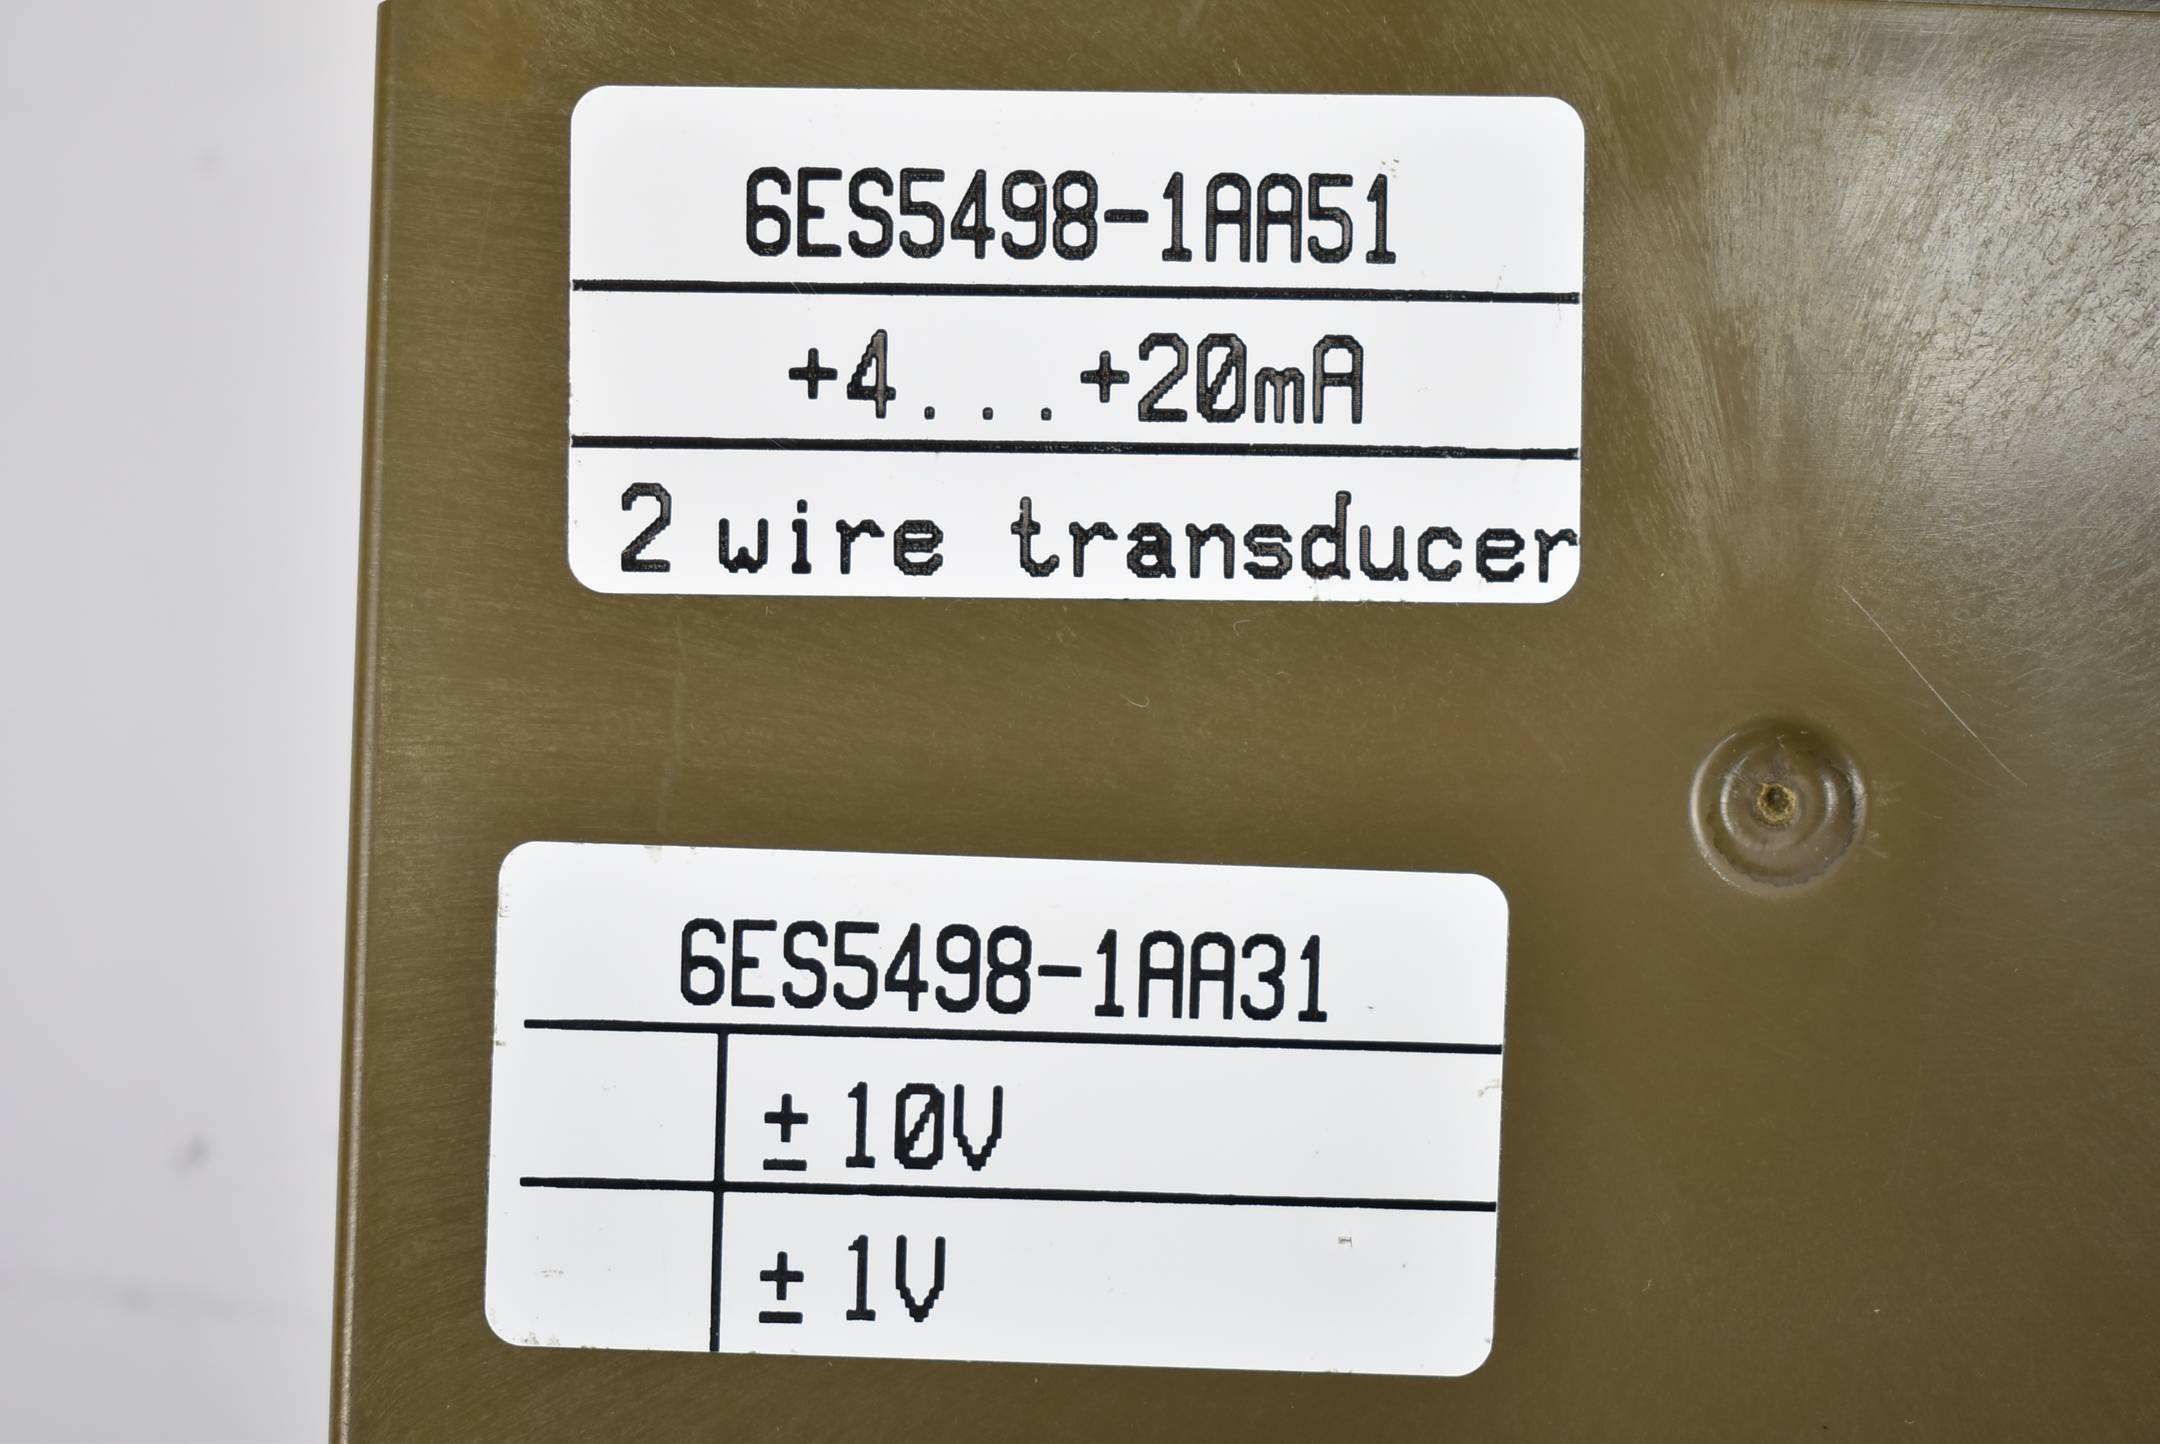 6ES5498-1AA51
+4...+20mA
2 wire transducer
6ES5498-1AA31
± 10V
± 1V